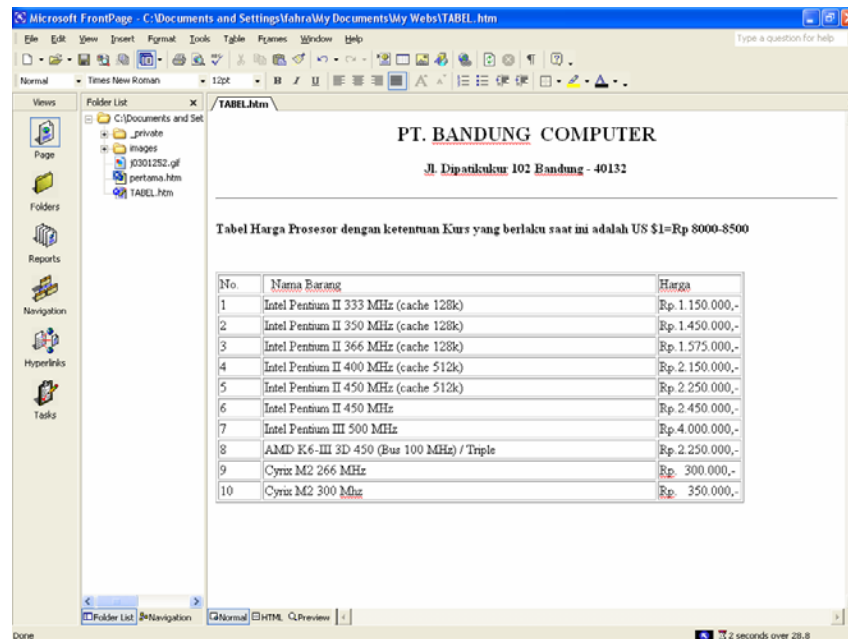 Microsoft FrontPage - C:\Documents and Settings\fahra\My Documents\My Webs\TABEL.htm
File Edit View Insert Format Tools Table Frames Window Help Type a question for help
Normal Times New Roman 12pt B I U
Views Folder List x TABEL.htm
C:\Documents and Set
_private
images
j0301252.gif
pertama.htm
TABEL.htm
Page
Folders
Reports
Navigation
Hyperlinks
Tasks
PT. BANDUNG COMPUTER
Jl. Dipatikukur 102 Bandung - 40132
Tabel Harga Prosesor dengan ketentuan Kurs yang berlaku saat ini adalah US $1=Rp 8000-8500
No. Nama Barang Harga
1 Intel Pentium II 333 MHz (cache 128k) Rp.1.150.000,-
2 Intel Pentium II 350 MHz (cache 128k) Rp.1.450.000,-
3 Intel Pentium II 366 MHz (cache 128k) Rp.1.575.000,-
4 Intel Pentium II 400 MHz (cache 512k) Rp.2.150.000,-
5 Intel Pentium II 450 MHz (cache 512k) Rp.2.250.000,-
6 Intel Pentium II 450 MHz Rp.2.450.000,-
7 Intel Pentium III 500 MHz Rp.4.000.000,-
8 AMD K6-III 3D 450 (Bus 100 MHz) / Triple Rp.2.250.000,-
9 Cyrix M2 266 MHz Rp. 300.000,-
10 Cyrix M2 300 Mhz Rp. 350.000,-
Folder List Navigation Normal HTML Preview
Done 2 seconds over 28.8